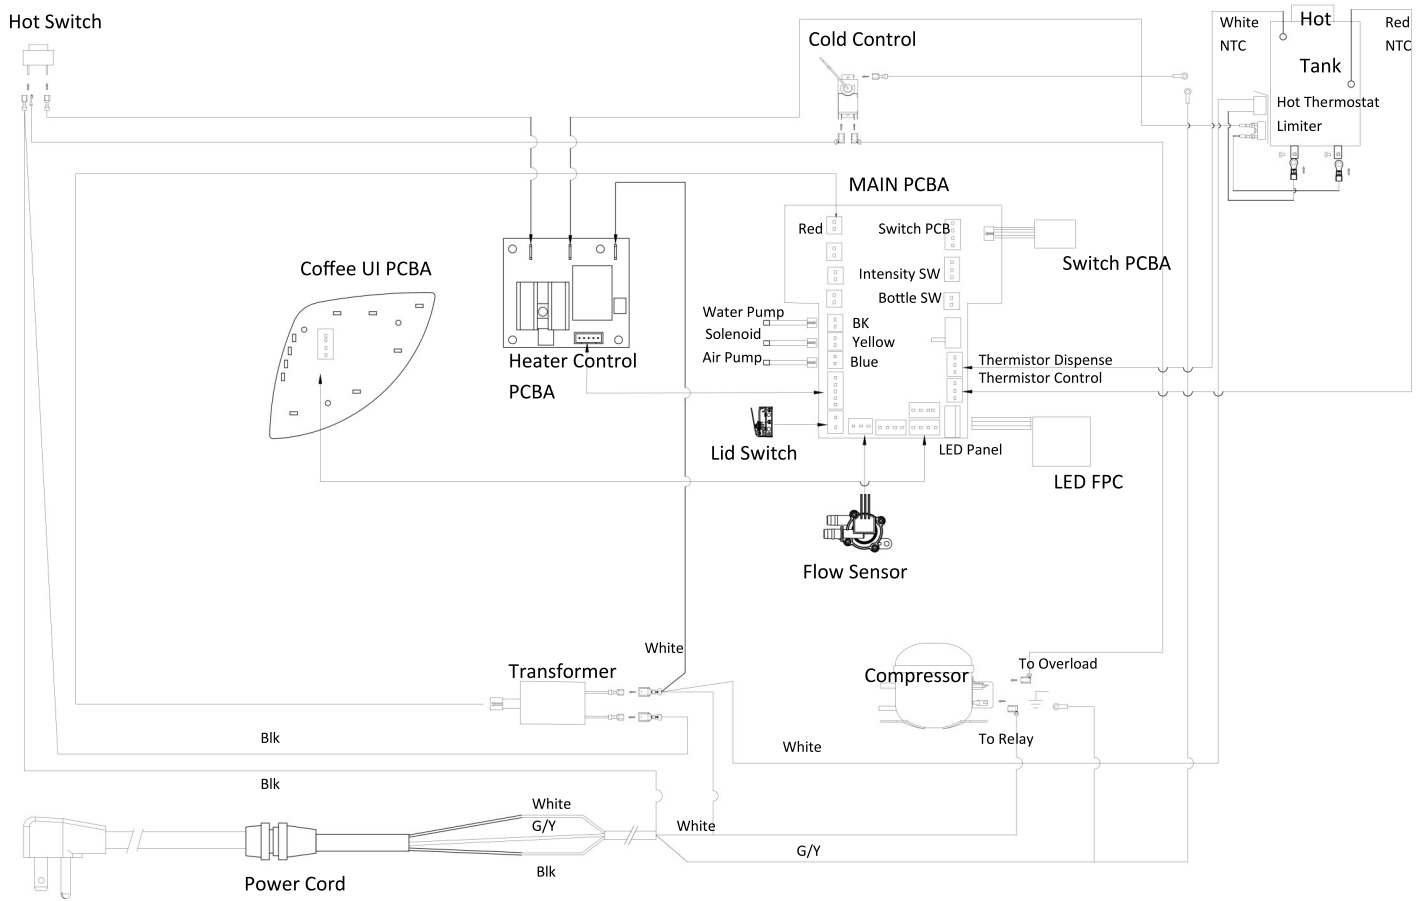 Hot Switch
Cold Control
White
NTC
Hot
Tank
Red
NTC
Hot Thermostat
Limiter
MAIN PCBA
Red
Switch PCB
Switch PCBA
Coffee UI PCBA
Intensity SW
Bottle SW
Water Pump
BK
Solenoid
Yellow
Air Pump
Blue
Heater Control
PCBA
Thermistor Dispense
Thermistor Control
Lid Switch
LED Panel
LED FPC
Flow Sensor
White
Transformer
Compressor
To Overload
Blk
White
To Relay
Blk
White
G/Y
White
G/Y
Blk
Power Cord